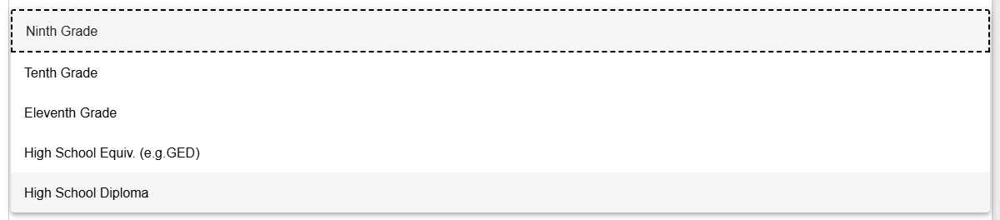 Ninth Grade
Tenth Grade
Eleventh Grade
High School Equiv. (e.g.GED)
High School Diploma